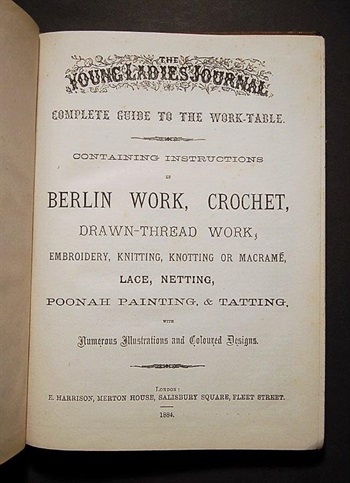 THE
YOUNG LADIES' JOURNAL
COMPLETE GUIDE TO THE WORK-TABLE.
CONTAINING INSTRUCTIONS
IN
BERLIN WORK, CROCHET,
DRAWN-THREAD WORK,
EMBROIDERY, KNITTING, KNOTTING OR MACRAMÉ,
LACE, NETTING,
POONAH PAINTING, & TATTING,
WITH
Numerous Illustrations and Coloured Designs.
LONDON:
E. HARRISON, MERTON HOUSE, SALISBURY SQUARE, FLEET STREET.
1884.